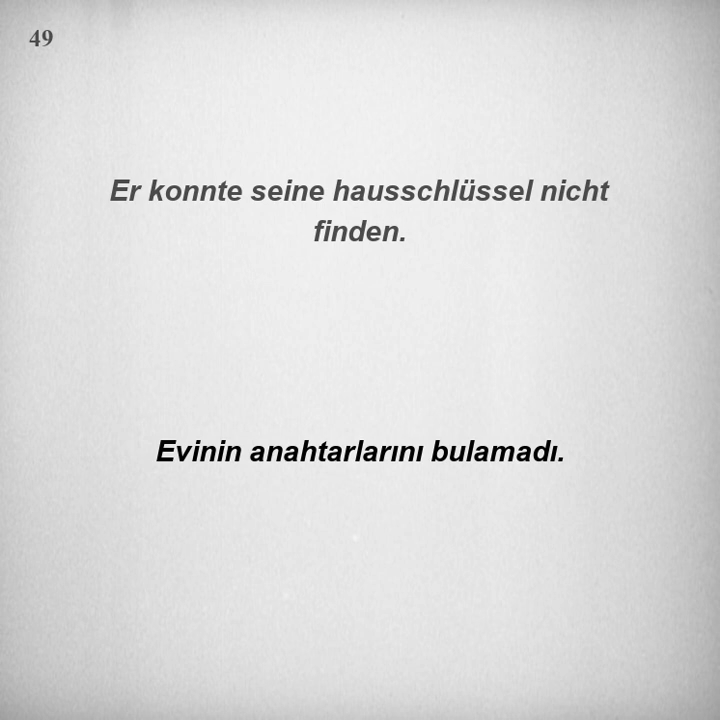 49
Er konnte seine hausschlüssel nicht
finden.
Evinin anahtarlarını bulamadı.